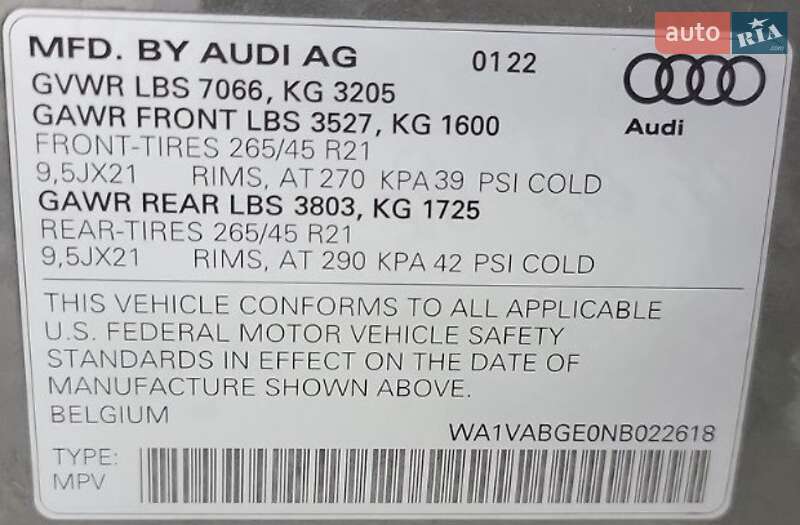 auto RIA .com
MFD. BY AUDI AG 0122
GVWR LBS 7066, KG 3205
GAWR FRONT LBS 3527, KG 1600
Audi
FRONT-TIRES 265/45 R21
9,5JX21 RIMS, AT 270 KPA 39 PSI COLD
GAWR REAR LBS 3803, KG 1725
REAR-TIRES 265/45 R21
9,5JX21 RIMS, AT 290 KPA 42 PSI COLD
THIS VEHICLE CONFORMS TO ALL APPLICABLE
U.S. FEDERAL MOTOR VEHICLE SAFETY
STANDARDS IN EFFECT ON THE DATE OF
MANUFACTURE SHOWN ABOVE.
BELGIUM
WA1VABGE0NB022618
TYPE:
MPV